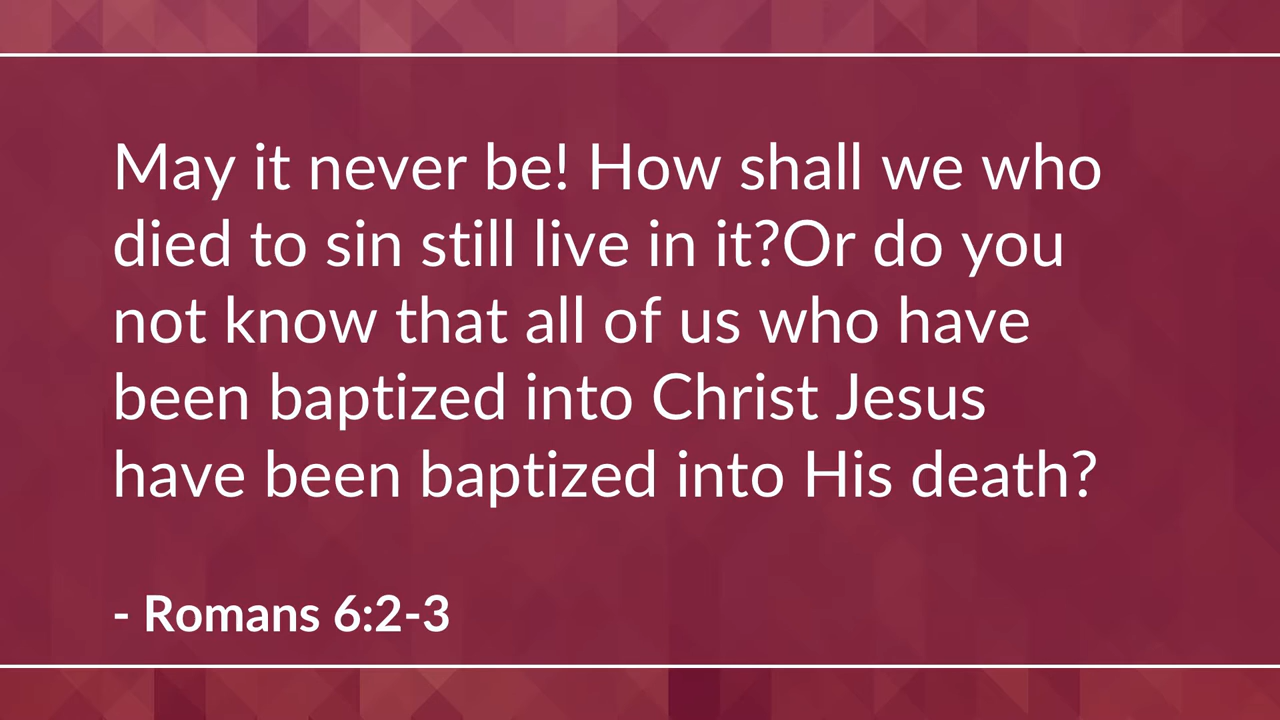 May it never be! How shall we who
died to sin still live in it?Or do you
not know that all of us who have
been baptized into Christ Jesus
have been baptized into His death?
- Romans 6:2-3